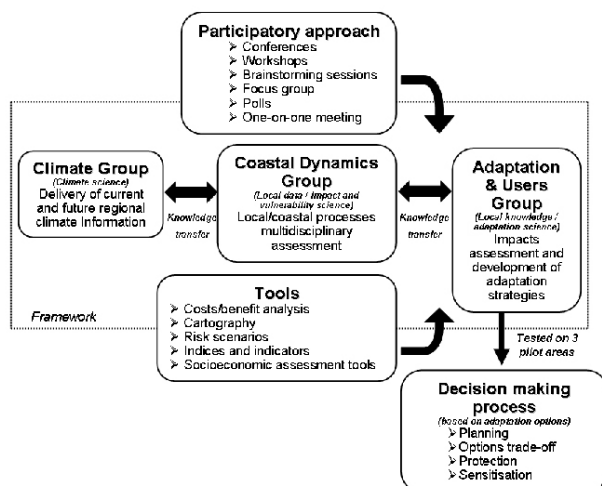 Participatory approach
➢ Conferences
➢ Workshops
➢ Brainstorming sessions
➢ Focus group
➢ Polls
➢ One-on-one meeting
Climate Group
(Climate science)
Delivery of current
and future regional
climate Information
Knowledge
transfer
Coastal Dynamics
Group
(Local data / impact and
vulnerability science)
Local/coastal processes
multidisciplinary
assessment
Knowledge
transfer
Adaptation
& Users
Group
(Local knowledge /
adaptation science)
Impacts
assessment and
development of
adaptation
strategies
Tools
➢ Costs/benefit analysis
➢ Cartography
➢ Risk scenarios
➢ Indices and indicators
➢ Socioeconomic assessment tools
Framework
Tested on 3
pilot areas
Decision making
process
(based on adaptation options)
➢ Planning
➢ Options trade-off
➢ Protection
➢ Sensitisation